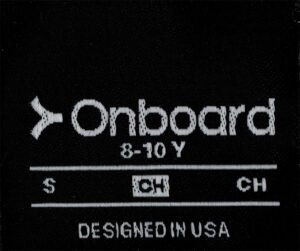 Onboard
8-10 Y
S CH CH
DESIGNED IN USA